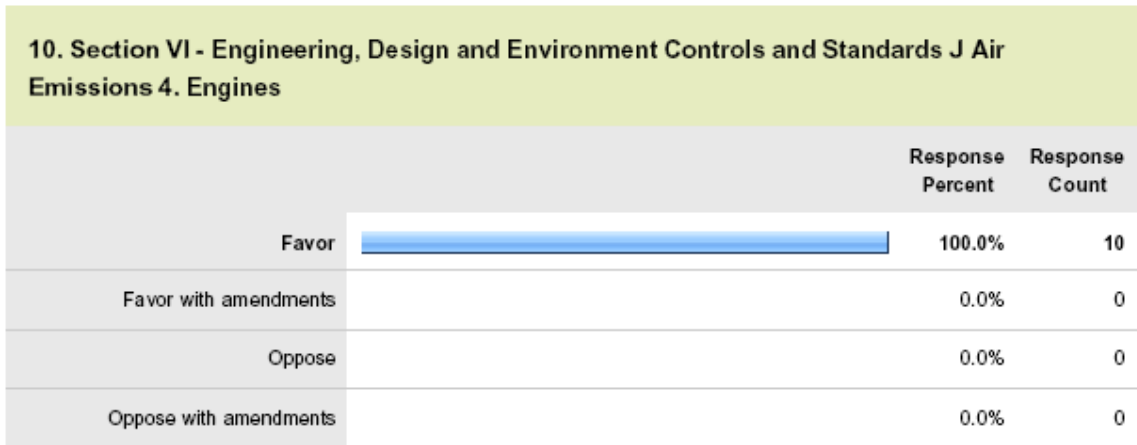 10. Section VI - Engineering, Design and Environment Controls and Standards J Air
Emissions 4. Engines
Response Percent Response Count
Favor 100.0% 10
Favor with amendments 0.0% 0
Oppose 0.0% 0
Oppose with amendments 0.0% 0